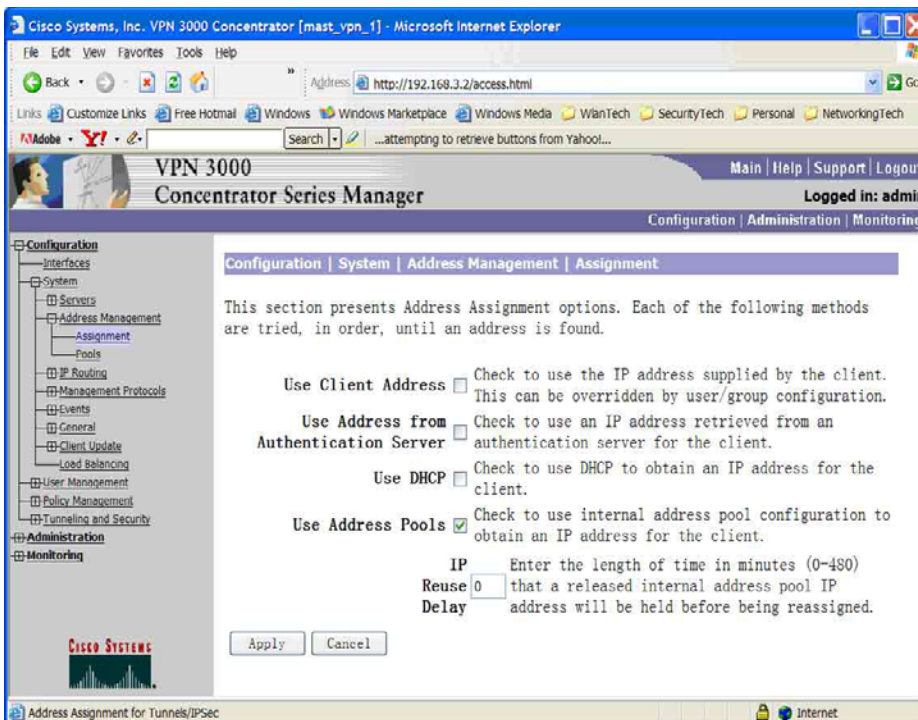 Cisco Systems, Inc. VPN 3000 Concentrator [mast_vpn_1] - Microsoft Internet Explorer
File Edit View Favorites Tools Help
Back
Address http://192.168.3.2/access.html
Go
Links Customize Links Free Hotmail Windows Windows Marketplace Windows Media WlanTech SecurityTech Personal NetworkingTech
Adobe Y! Search ...attempting to retrieve buttons from Yahoo!...
VPN 3000
Concentrator Series Manager
Main | Help | Support | Logout
Logged in: admi
Configuration | Administration | Monitoring
Configuration
Interfaces
System
Servers
Address Management
Assignment
Pools
IP Routing
Management Protocols
Events
General
Client Update
Load Balancing
User Management
Policy Management
Tunneling and Security
Administration
Monitoring
CISCO SYSTEMS
Configuration | System | Address Management | Assignment
This section presents Address Assignment options. Each of the following methods
are tried, in order, until an address is found.
Use Client Address
Check to use the IP address supplied by the client.
This can be overridden by user/group configuration.
Use Address from
Authentication Server
Check to use an IP address retrieved from an
authentication server for the client.
Use DHCP
Check to use DHCP to obtain an IP address for the
client.
Use Address Pools
Check to use internal address pool configuration to
obtain an IP address for the client.
IP
Reuse 0
Delay
Enter the length of time in minutes (0-480)
that a released internal address pool IP
address will be held before being reassigned.
Apply Cancel
Address Assignment for Tunnels/IPSec
Internet